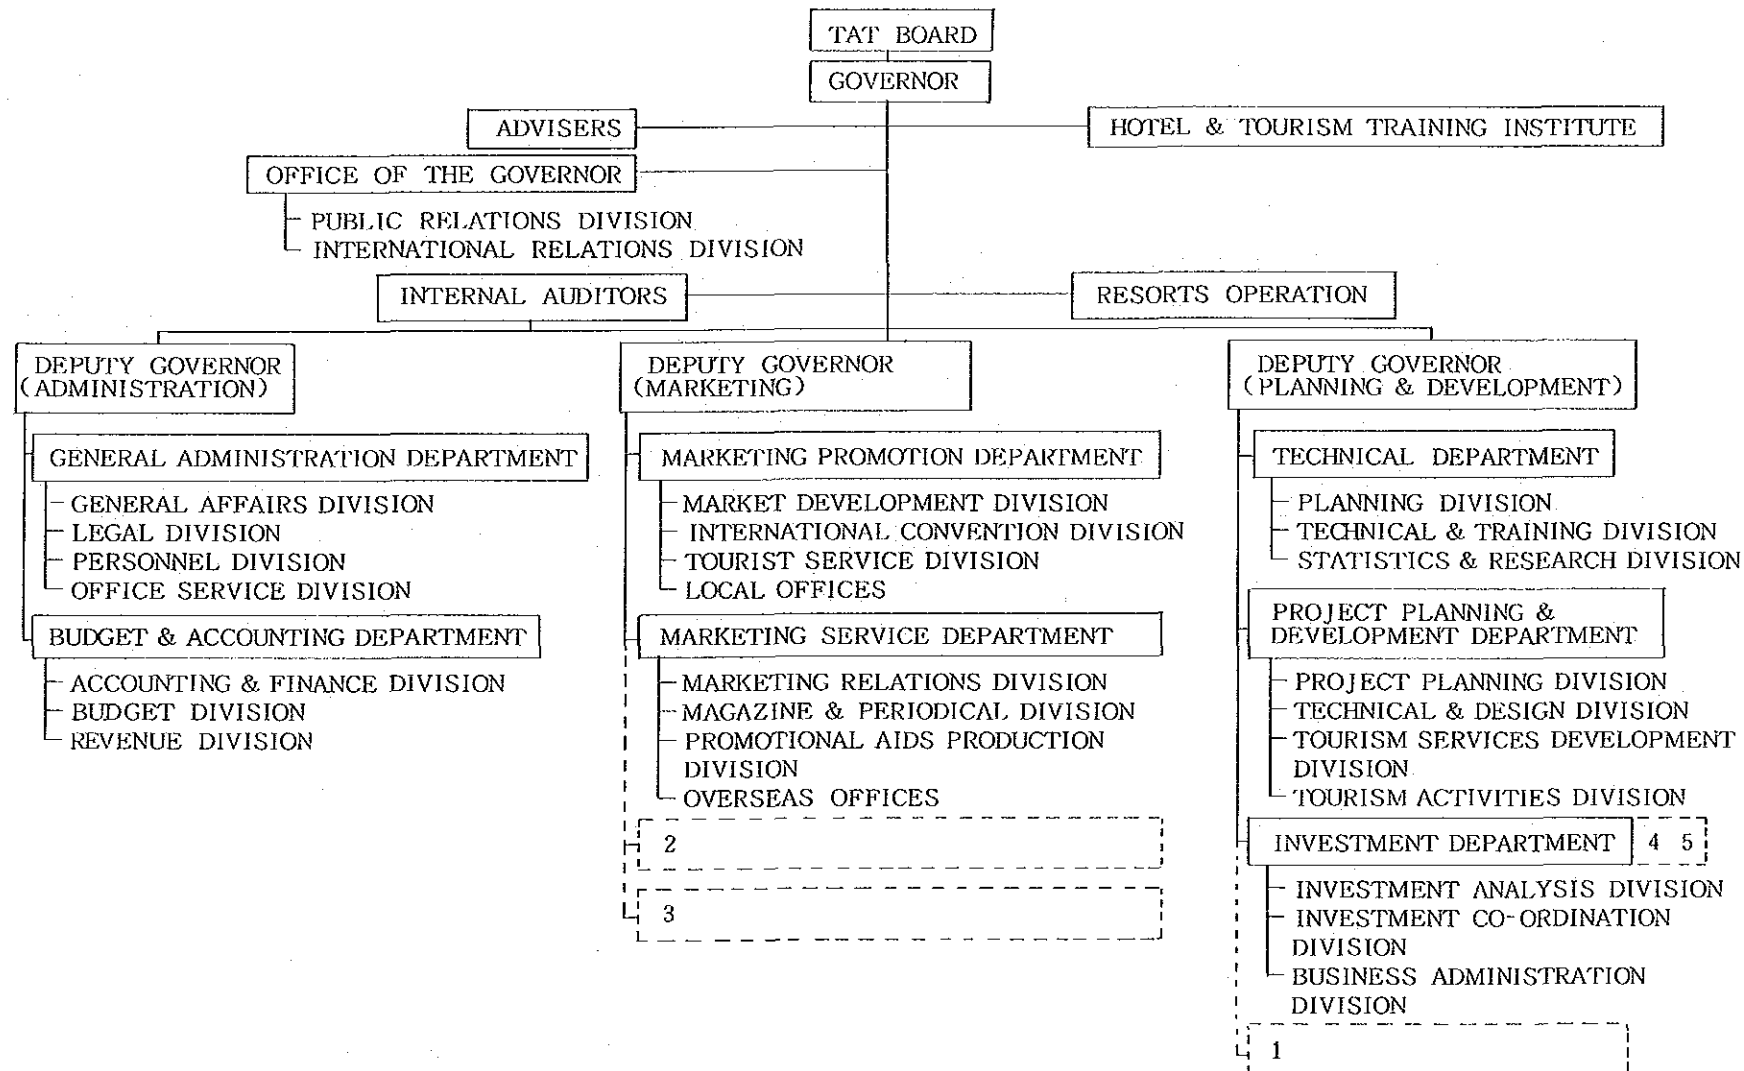 TAT BOARD
GOVERNOR
ADVISERS
HOTEL & TOURISM TRAINING INSTITUTE
OFFICE OF THE GOVERNOR
PUBLIC RELATIONS DIVISION
INTERNATIONAL RELATIONS DIVISION
INTERNAL AUDITORS
RESORTS OPERATION
DEPUTY GOVERNOR
(ADMINISTRATION)
GENERAL ADMINISTRATION DEPARTMENT
GENERAL AFFAIRS DIVISION
LEGAL DIVISION
PERSONNEL DIVISION
OFFICE SERVICE DIVISION
BUDGET & ACCOUNTING DEPARTMENT
ACCOUNTING & FINANCE DIVISION
BUDGET DIVISION
REVENUE DIVISION
DEPUTY GOVERNOR
(MARKETING)
MARKETING PROMOTION DEPARTMENT
MARKET DEVELOPMENT DIVISION
INTERNATIONAL CONVENTION DIVISION
TOURIST SERVICE DIVISION
LOCAL OFFICES
MARKETING SERVICE DEPARTMENT
MARKETING RELATIONS DIVISION
MAGAZINE & PERIODICAL DIVISION
PROMOTIONAL AIDS PRODUCTION
DIVISION
OVERSEAS OFFICES
2
3
DEPUTY GOVERNOR
(PLANNING & DEVELOPMENT)
TECHNICAL DEPARTMENT
PLANNING DIVISION
TECHNICAL & TRAINING DIVISION
STATISTICS & RESEARCH DIVISION
PROJECT PLANNING &
DEVELOPMENT DEPARTMENT
PROJECT PLANNING DIVISION
TECHNICAL & DESIGN DIVISION
TOURISM SERVICES DEVELOPMENT
DIVISION
TOURISM ACTIVITIES DIVISION
INVESTMENT DEPARTMENT 4 5
INVESTMENT ANALYSIS DIVISION
INVESTMENT CO-ORDINATION
DIVISION
BUSINESS ADMINISTRATION
DIVISION
1